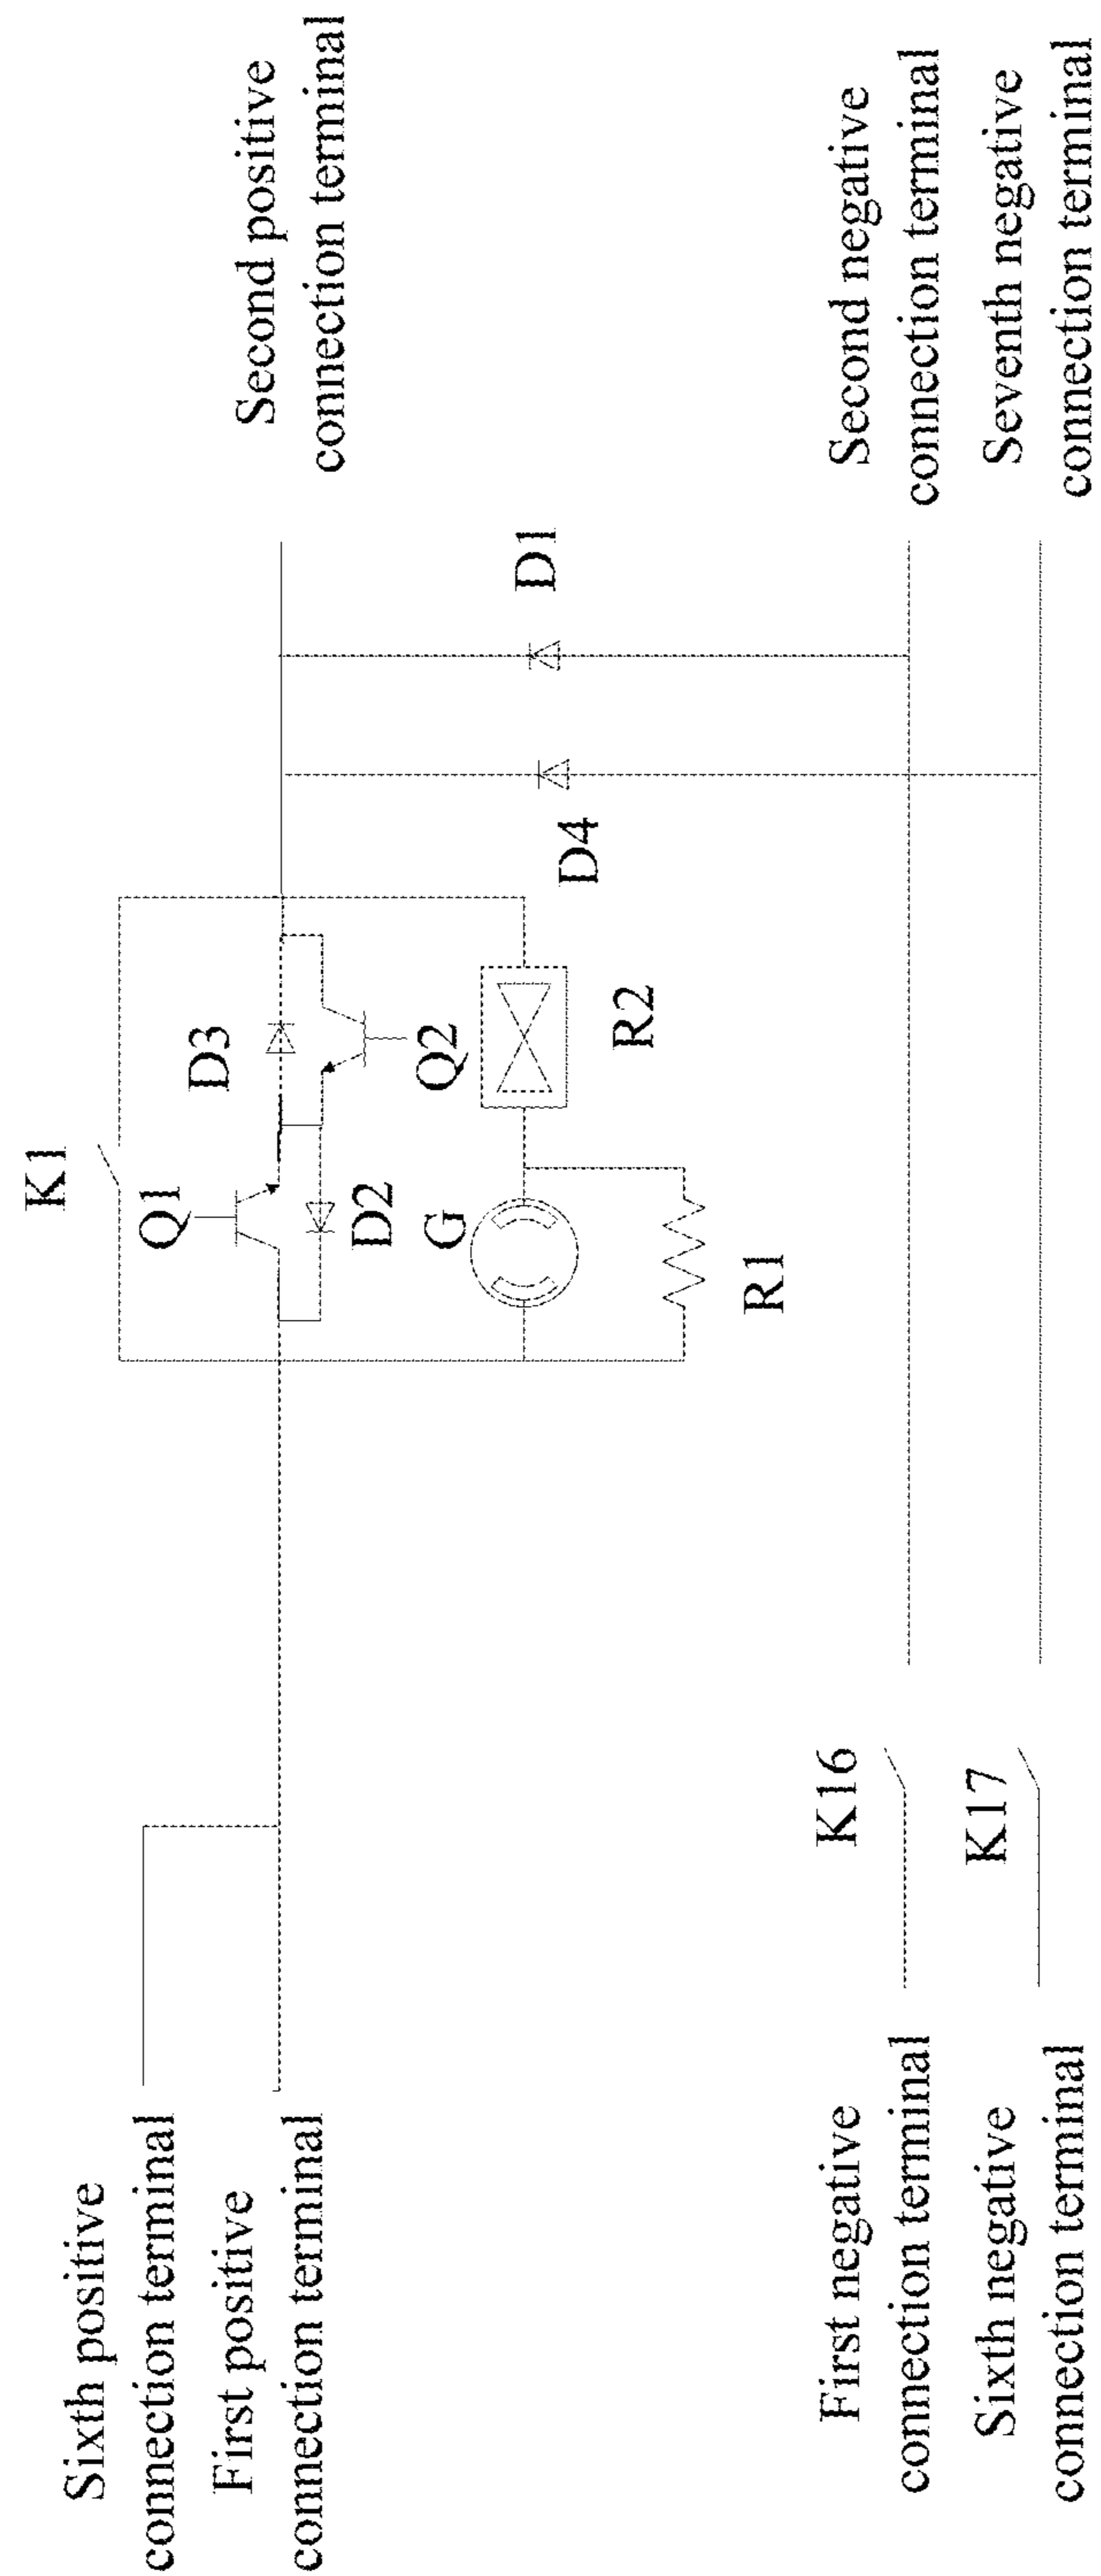 Sixth positive
connection terminal
First positive
connection terminal
K1
Q1
D3
D2
Q2
G
R2
R1
D4
D1
Second positive
connection terminal
First negative
connection terminal
K16
Sixth negative
connection terminal
K17
Second negative
connection terminal
Seventh negative
connection terminal